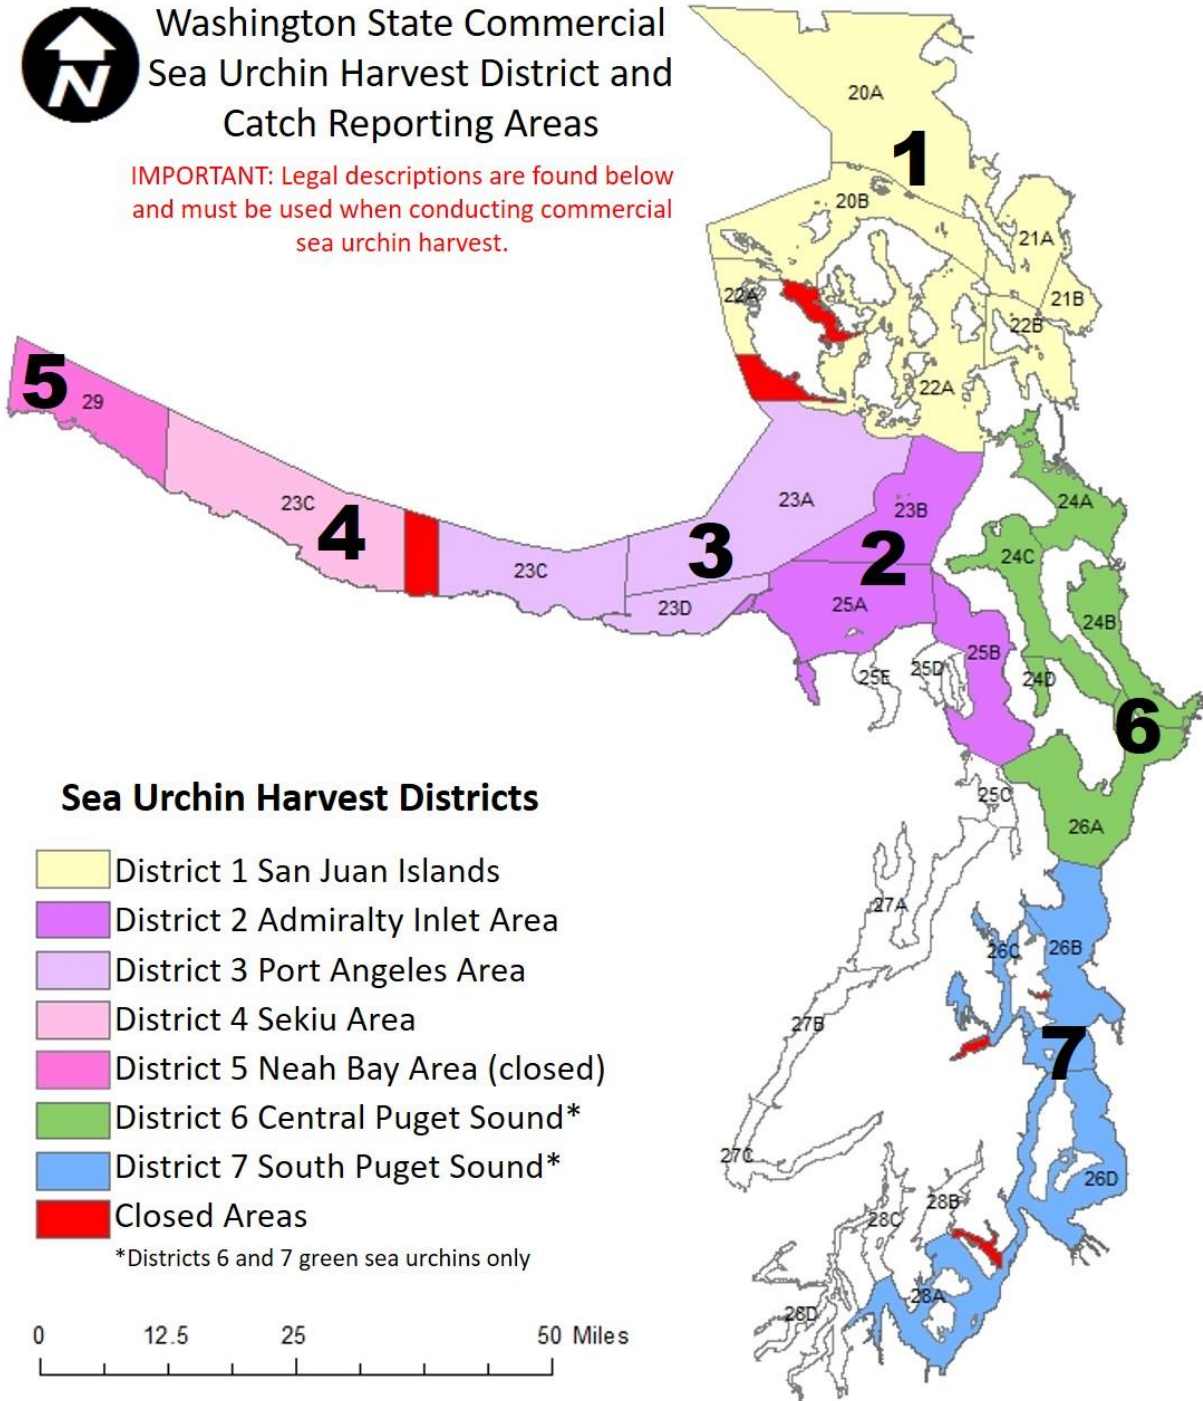 N
Washington State Commercial
Sea Urchin Harvest District and
Catch Reporting Areas
IMPORTANT: Legal descriptions are found below
and must be used when conducting commercial
sea urchin harvest.
20A
1
20B
21A
22A
21B
22B
22A
5
29
23C
4
23A
3
23B
2
23C
23D
25A
24A
24C
24B
25B
25E
25D
24D
6
25C
26A
27A
26C
26B
27B
7
27C
26D
28B
28C
28A
28D
Sea Urchin Harvest Districts
District 1 San Juan Islands
District 2 Admiralty Inlet Area
District 3 Port Angeles Area
District 4 Sekiu Area
District 5 Neah Bay Area (closed)
District 6 Central Puget Sound*
District 7 South Puget Sound*
Closed Areas
*Districts 6 and 7 green sea urchins only
0 12.5 25 50 Miles